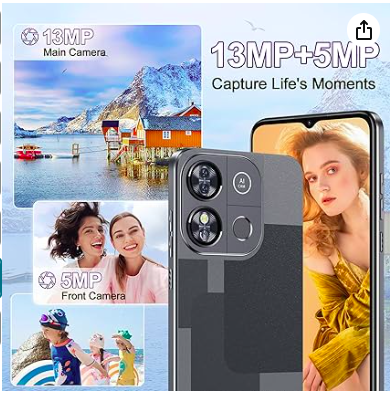 13MP
Main Camera
13MP+5MP
Capture Life's Moments
AI
5MP
Front Camera